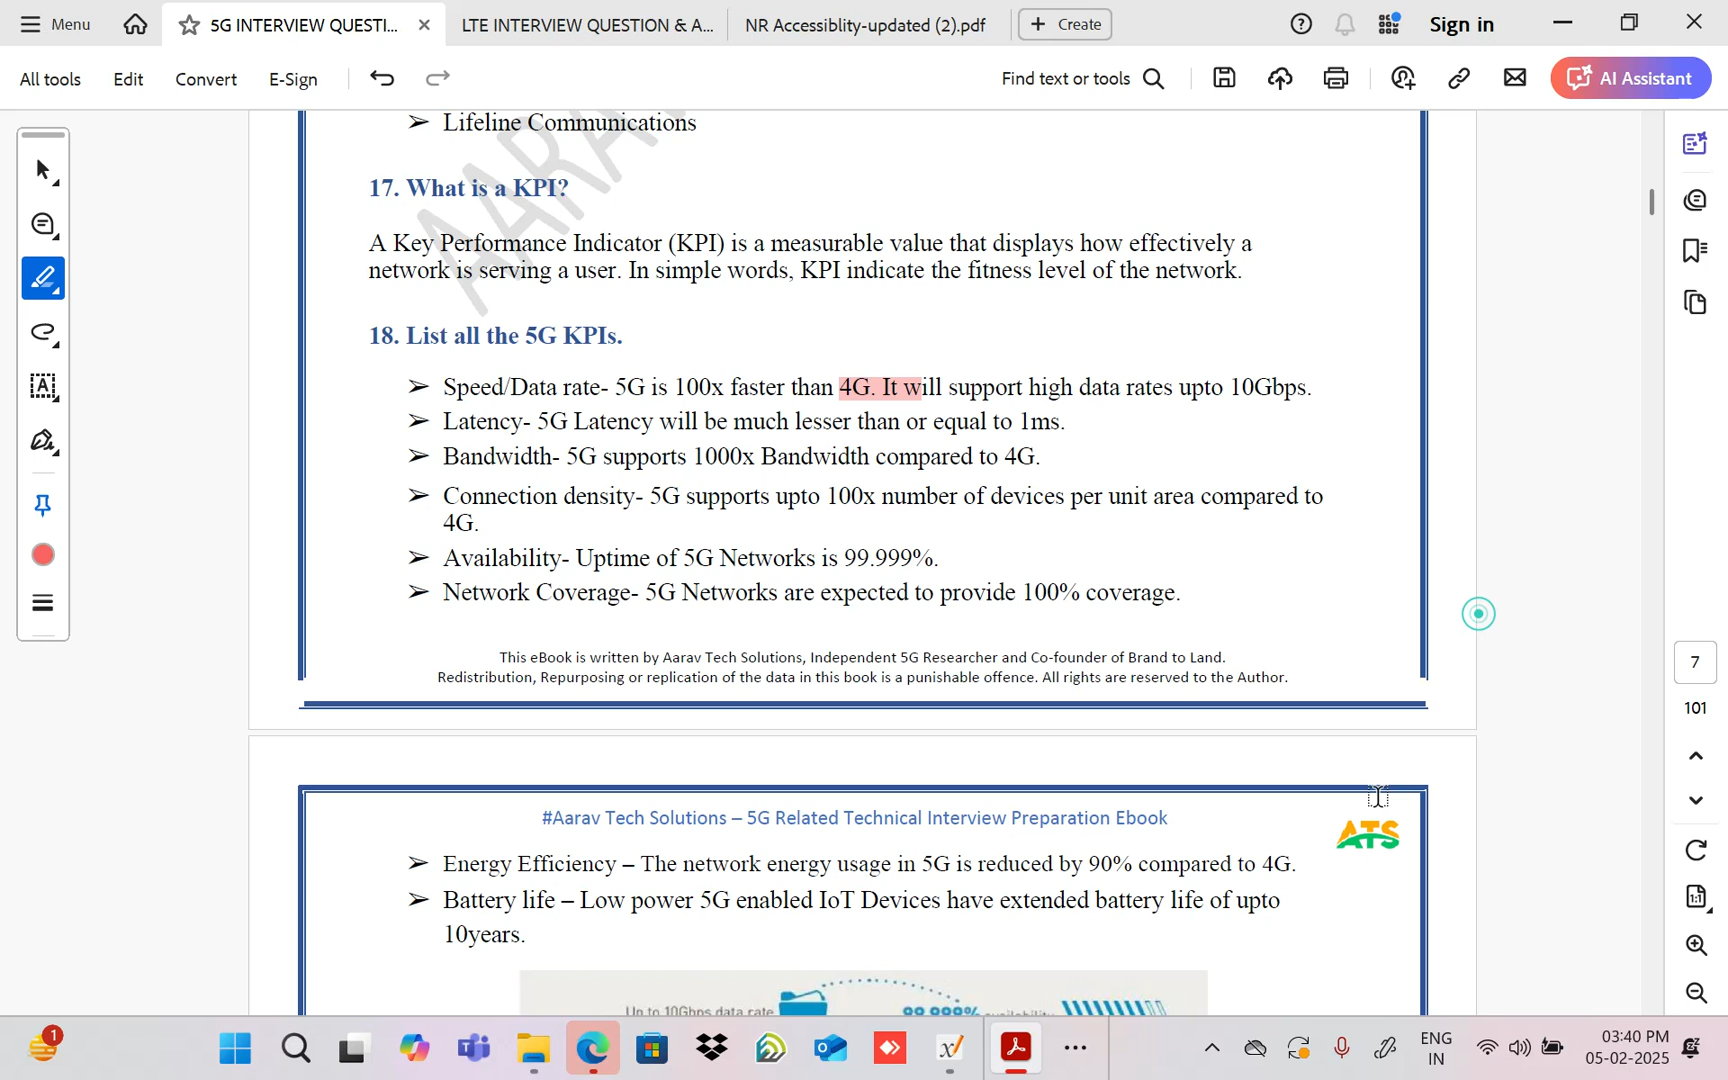 Menu
5G INTERVIEW QUESTI...
LTE INTERVIEW QUESTION & A...
NR Accessiblity-updated (2).pdf
Create
Sign in
All tools
Edit
Convert
E-Sign
Find text or tools
AI Assistant
➢ Lifeline Communications
17. What is a KPI?
A Key Performance Indicator (KPI) is a measurable value that displays how effectively a
network is serving a user. In simple words, KPI indicate the fitness level of the network.
18. List all the 5G KPIs.
➢ Speed/Data rate- 5G is 100x faster than 4G. It will support high data rates upto 10Gbps.
➢ Latency- 5G Latency will be much lesser than or equal to 1ms.
➢ Bandwidth- 5G supports 1000x Bandwidth compared to 4G.
➢ Connection density- 5G supports upto 100x number of devices per unit area compared to
4G.
➢ Availability- Uptime of 5G Networks is 99.999%.
➢ Network Coverage- 5G Networks are expected to provide 100% coverage.
This eBook is written by Aarav Tech Solutions, Independent 5G Researcher and Co-founder of Brand to Land.
Redistribution, Repurposing or replication of the data in this book is a punishable offence. All rights are reserved to the Author.
7
101
#Aarav Tech Solutions – 5G Related Technical Interview Preparation Ebook
ATS
➢ Energy Efficiency – The network energy usage in 5G is reduced by 90% compared to 4G.
➢ Battery life – Low power 5G enabled IoT Devices have extended battery life of upto
10years.
Up to 10Gbps data rate
99.999% availability
1
ENG
IN
03:40 PM
05-02-2025